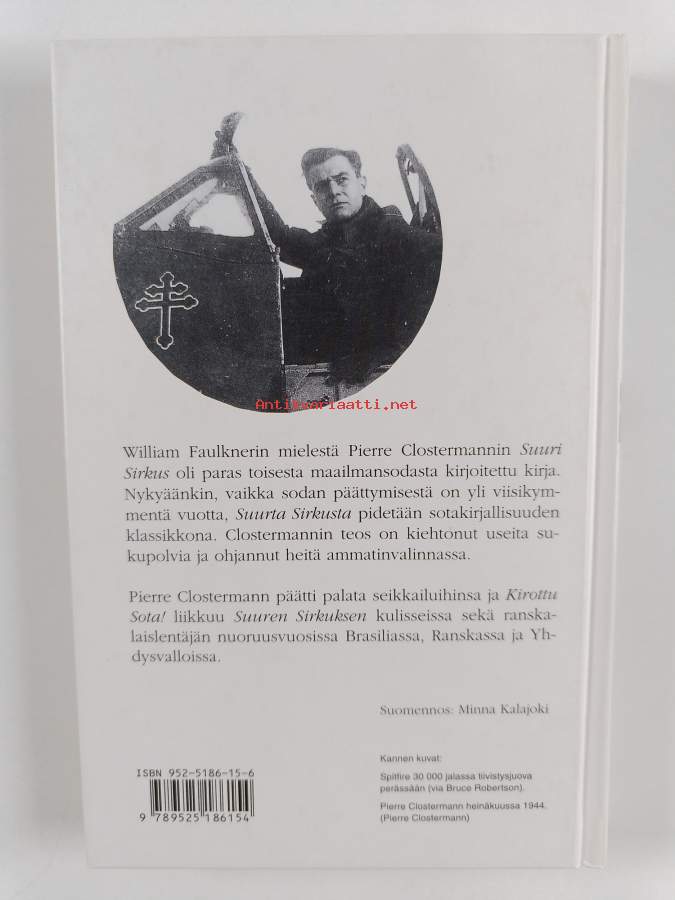 Antikvariaatti.net
William Faulknerin mielestä Pierre Clostermannin Suuri
Sirkus oli paras toisesta maailmansodasta kirjoitettu kirja.
Nykyäänkin, vaikka sodan päättymisestä on yli viisikym-
mentä vuotta, Suurta Sirkusta pidetään sotakirjallisuuden
klassikkona. Clostermannin teos on kiehtonut useita su-
kupolvia ja ohjannut heitä ammatinvalinnassa.
Pierre Clostermann päätti palata seikkailuihinsa ja Kirottu
Sota! liikkuu Suuren Sirkuksen kulisseissa sekä ranska-
laislentäjän nuoruusvuosissa Brasiliassa, Ranskassa ja Yh-
dysvalloissa.
Suomennos: Minna Kalajoki
ISBN 952-5186-15-6
9 789525 186154
Kannen kuvat:
Spitfire 30 000 jalassa tiivistysjuova
perässään (via Bruce Robertson).
Pierre Clostermann heinäkuussa 1944.
(Pierre Clostermann)